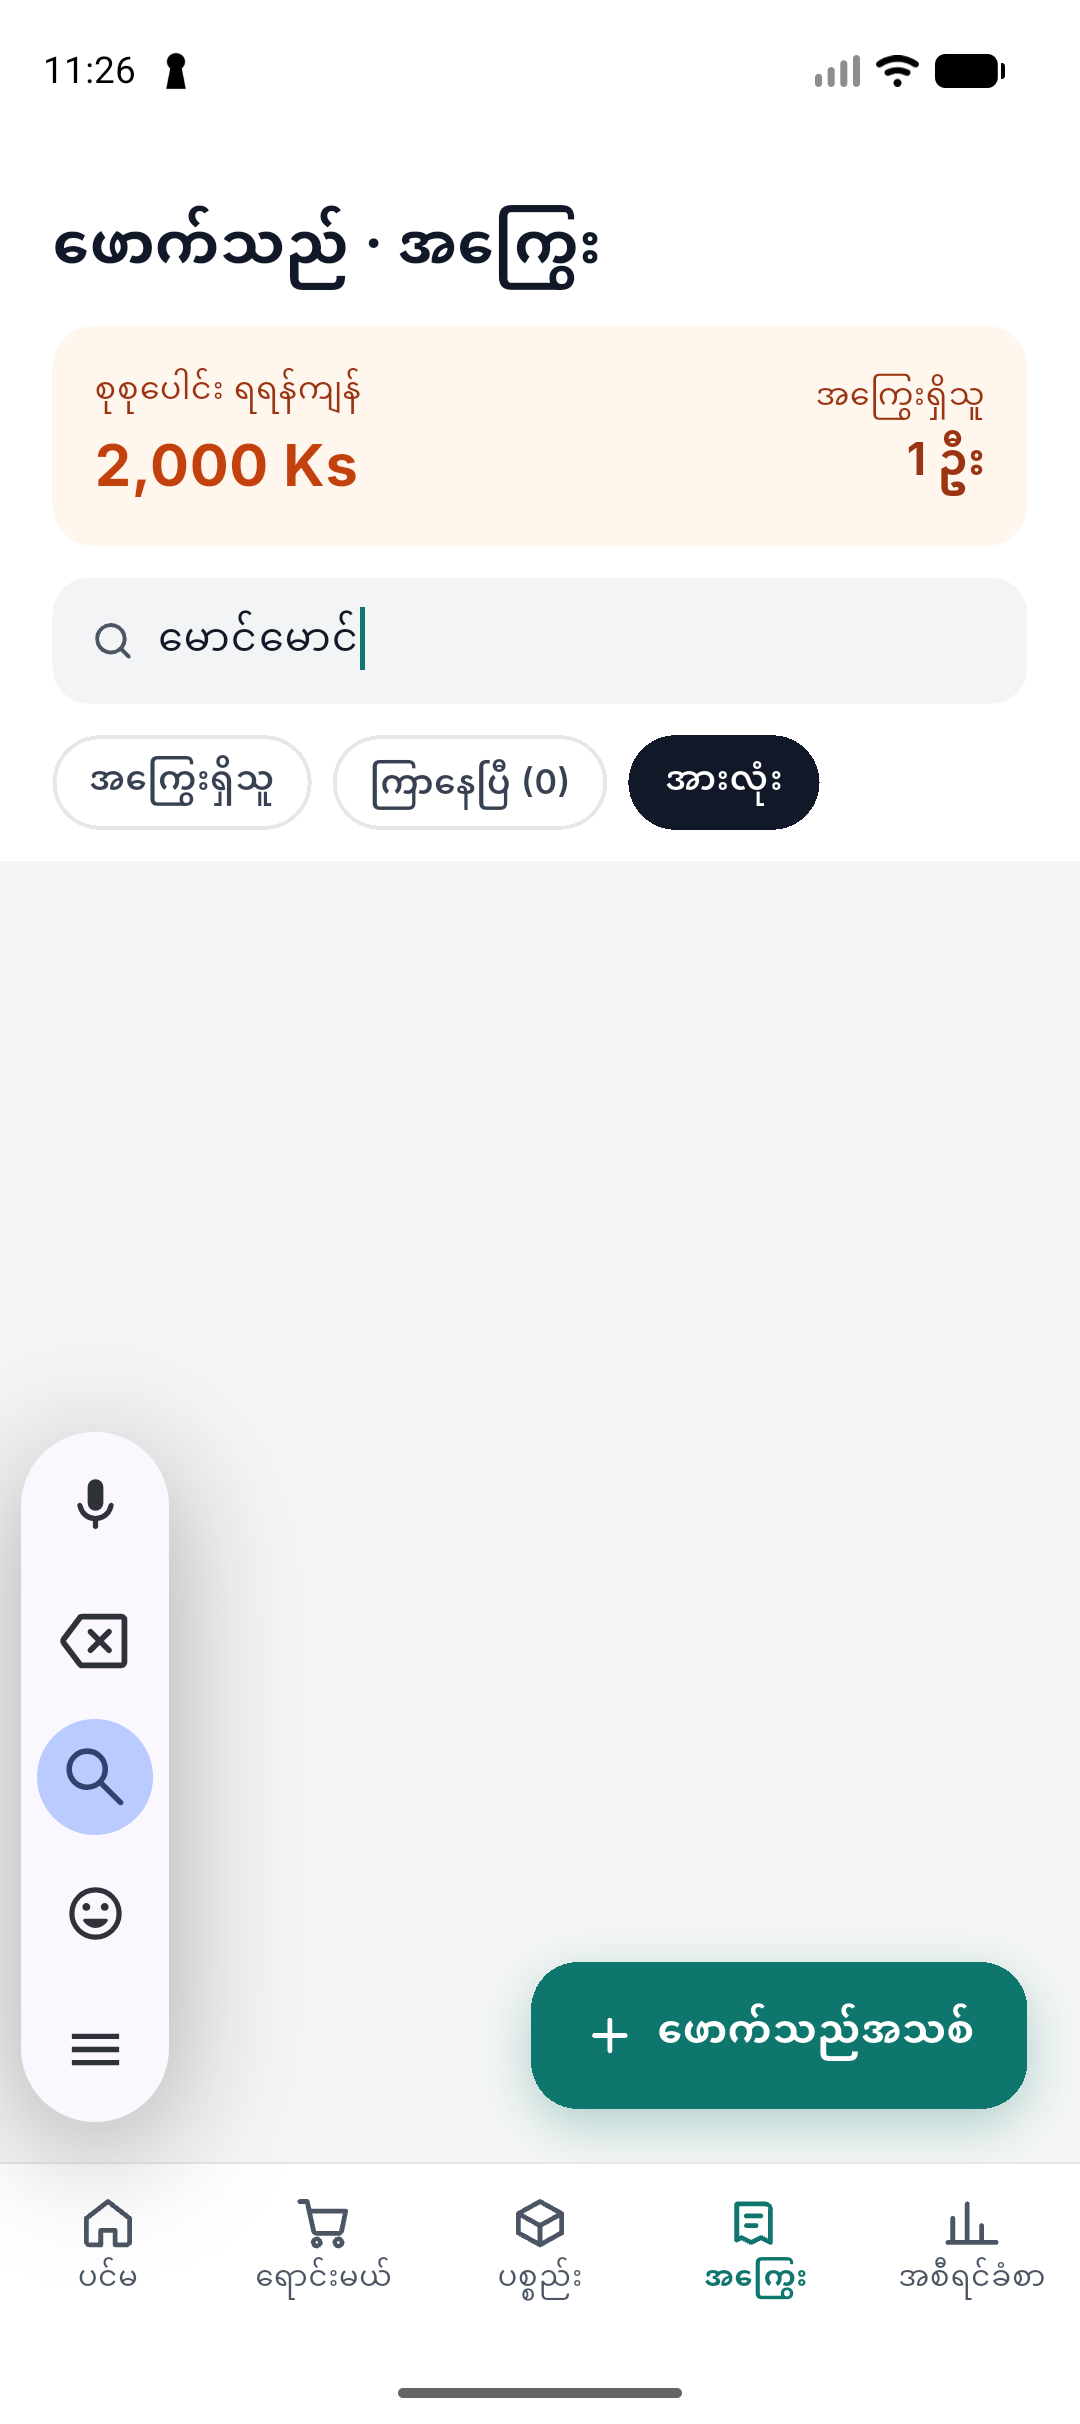 11:26
ဖောက်သည် · အကြွေး
စုစုပေါင်း ရရန်ကျန်
အကြွေးရှိသူ
2,000 Ks
1 ဦး
မောင်မောင်
အကြွေးရှိသူ
ကြာနေပြီ (0)
အားလုံး
+ ဖောက်သည်အသစ်
ပင်မ
ရောင်းမယ်
ပစ္စည်း
အကြွေး
အစီရင်ခံစာ